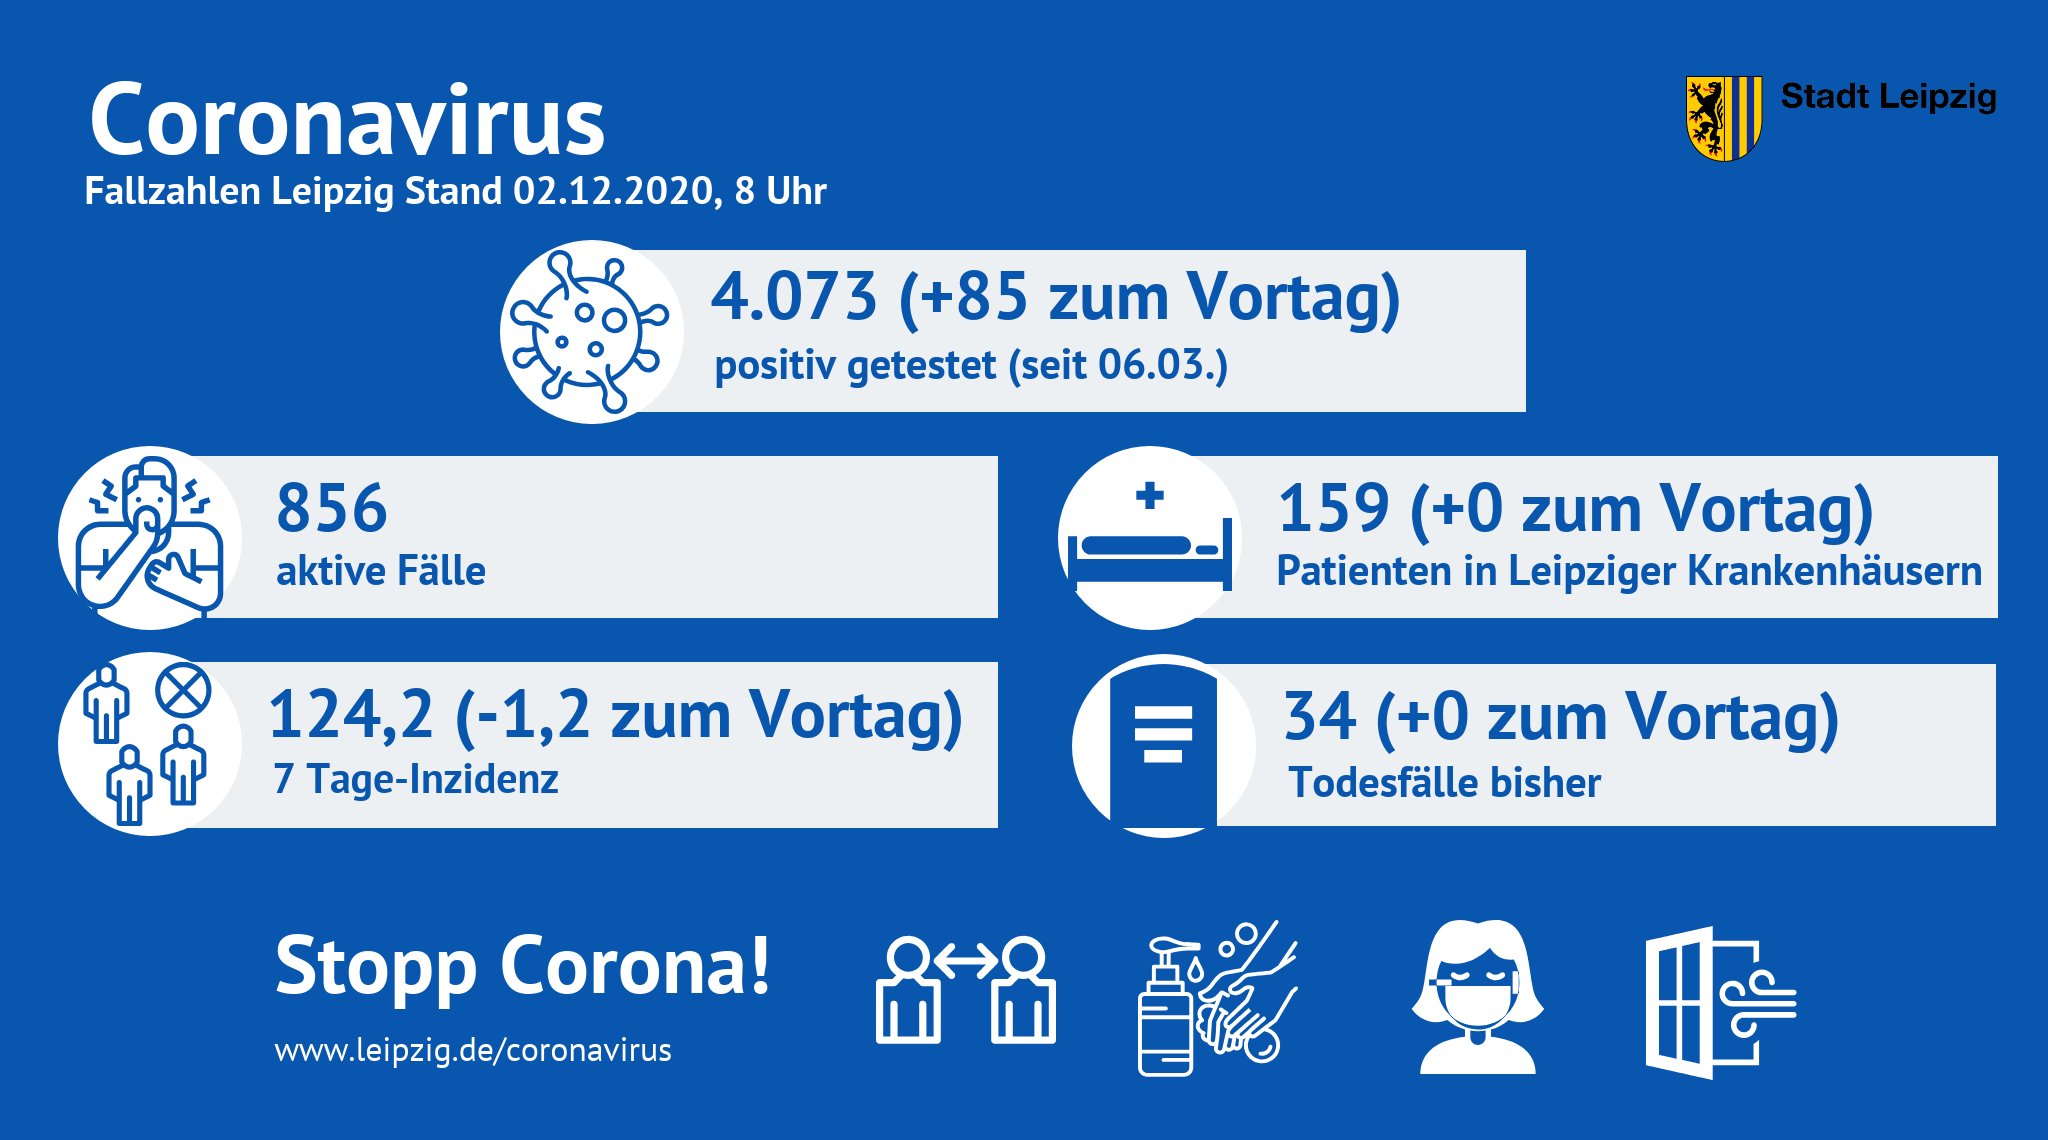 Coronavirus
Stadt Leipzig
Fallzahlen Leipzig Stand 02.12.2020, 8 Uhr
4.073 (+85 zum Vortag)
positiv getestet (seit 06.03.)
856
aktive Fälle
159 (+0 zum Vortag)
Patienten in Leipziger Krankenhäusern
124,2 (-1,2 zum Vortag)
7 Tage-Inzidenz
34 (+0 zum Vortag)
Todesfälle bisher
Stopp Corona!
www.leipzig.de/coronavirus